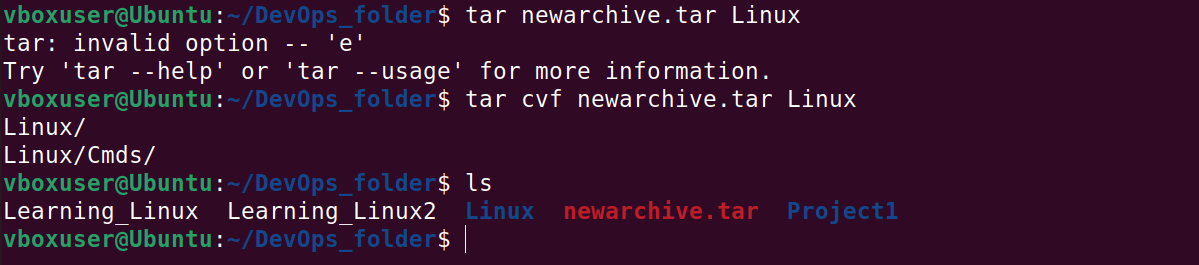 vboxuser@Ubuntu:~/DevOps_folder$ tar newarchive.tar Linux
tar: invalid option -- 'e'
Try 'tar --help' or 'tar --usage' for more information.
vboxuser@Ubuntu:~/DevOps_folder$ tar cvf newarchive.tar Linux
Linux/
Linux/Cmds/
vboxuser@Ubuntu:~/DevOps_folder$ ls
Learning_Linux  Learning_Linux2  Linux  newarchive.tar  Project1
vboxuser@Ubuntu:~/DevOps_folder$